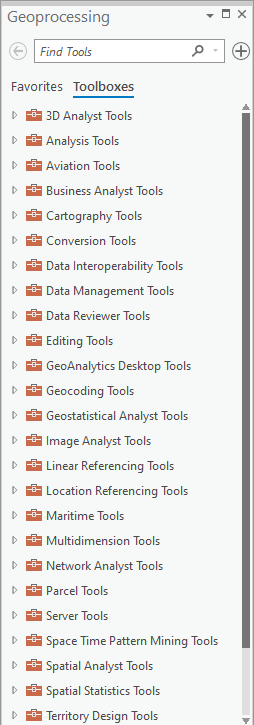 Geoprocessing
Find Tools
Favorites Toolboxes
3D Analyst Tools
Analysis Tools
Aviation Tools
Business Analyst Tools
Cartography Tools
Conversion Tools
Data Interoperability Tools
Data Management Tools
Data Reviewer Tools
Editing Tools
GeoAnalytics Desktop Tools
Geocoding Tools
Geostatistical Analyst Tools
Image Analyst Tools
Linear Referencing Tools
Location Referencing Tools
Maritime Tools
Multidimension Tools
Network Analyst Tools
Parcel Tools
Server Tools
Space Time Pattern Mining Tools
Spatial Analyst Tools
Spatial Statistics Tools
Territory Design Tools